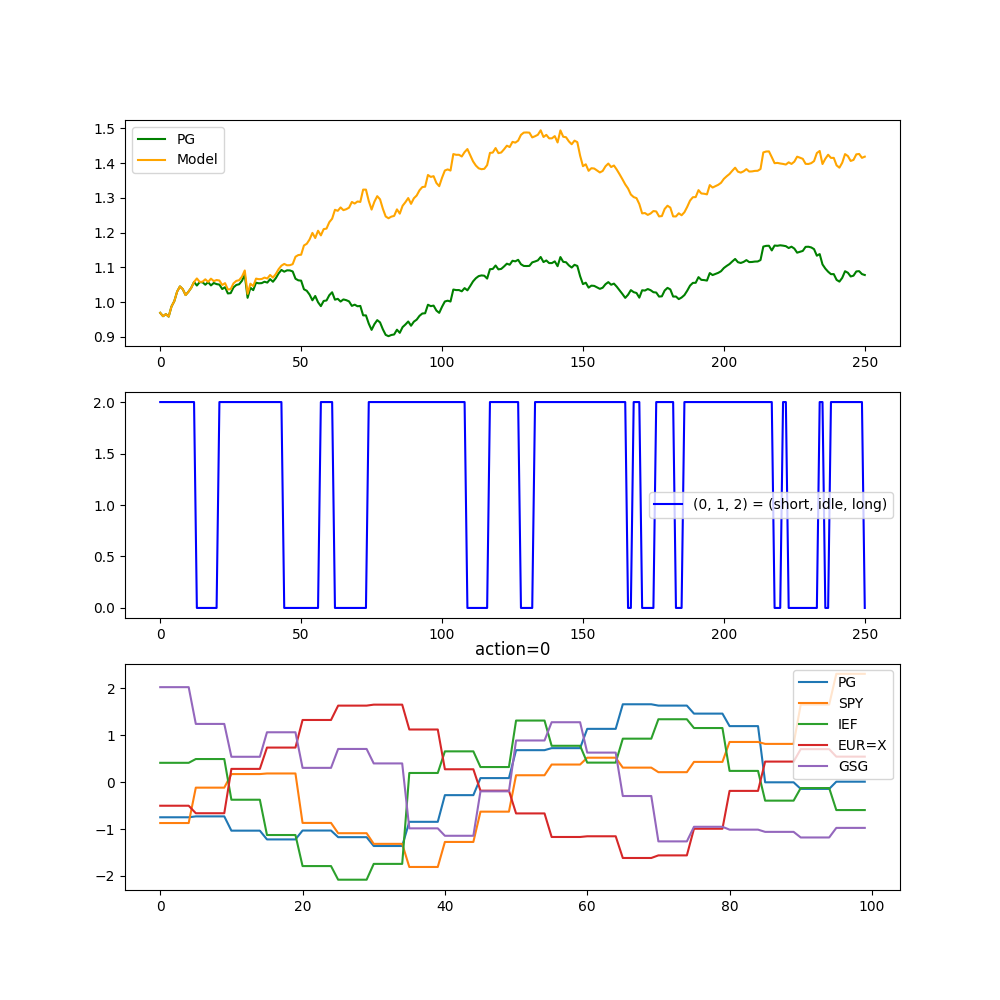 1.5
1.4
1.3
1.2
1.1
1.0
0.9
PG
Model
0 50 100 150 200 250
2.0
1.5
1.0
0.5
0.0
(0, 1, 2) = (short, idle, long)
0 50 100 150 200 250
action=0
2
1
0
−1
−2
PG
SPY
IEF
EUR=X
GSG
0 20 40 60 80 100